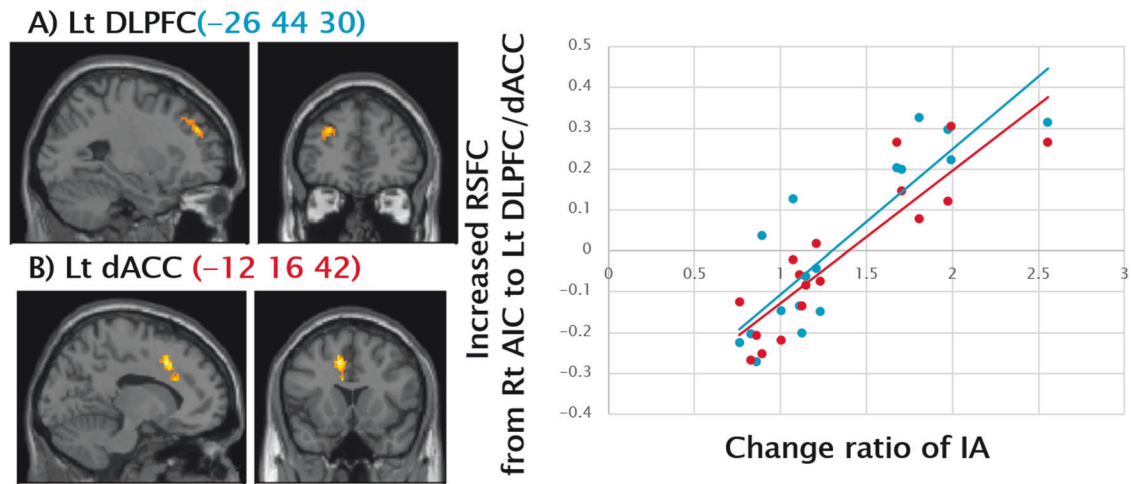 A) Lt DLPFC(−26 44 30)
B) Lt dACC (−12 16 42)
Increased RSFC
from Rt AIC to Lt DLPFC/dACC
0.5
0.4
0.3
0.2
0.1
0
−0.1
−0.2
−0.3
−0.4
0 0.5 1 1.5 2 2.5 3
Change ratio of IA